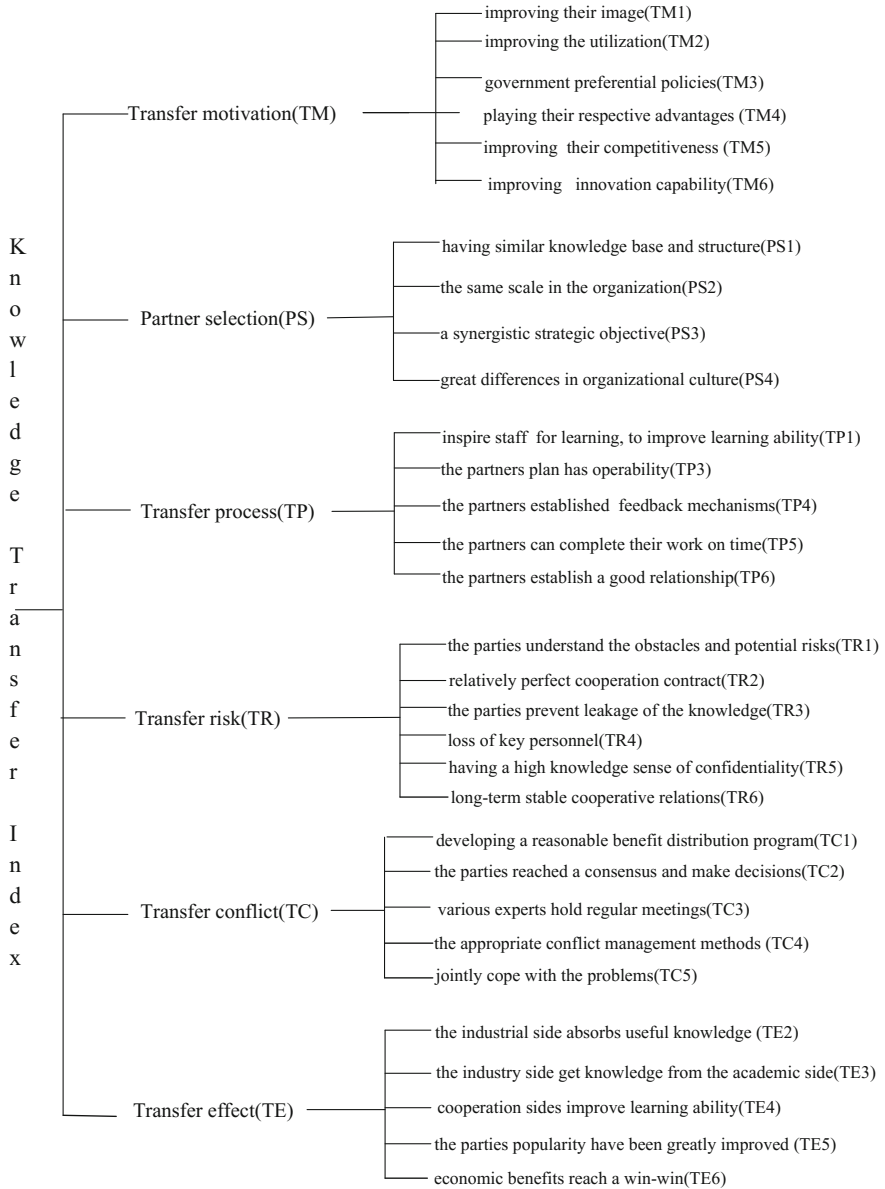 Knowledge Transfer Index
Transfer motivation(TM)
improving their image(TM1)
improving the utilization(TM2)
government preferential policies(TM3)
playing their respective advantages (TM4)
improving their competitiveness (TM5)
improving innovation capability(TM6)
Partner selection(PS)
having similar knowledge base and structure(PS1)
the same scale in the organization(PS2)
a synergistic strategic objective(PS3)
great differences in organizational culture(PS4)
Transfer process(TP)
inspire staff for learning, to improve learning ability(TP1)
the partners plan has operability(TP3)
the partners established feedback mechanisms(TP4)
the partners can complete their work on time(TP5)
the partners establish a good relationship(TP6)
Transfer risk(TR)
the parties understand the obstacles and potential risks(TR1)
relatively perfect cooperation contract(TR2)
the parties prevent leakage of the knowledge(TR3)
loss of key personnel(TR4)
having a high knowledge sense of confidentiality(TR5)
long-term stable cooperative relations(TR6)
Transfer conflict(TC)
developing a reasonable benefit distribution program(TC1)
the parties reached a consensus and make decisions(TC2)
various experts hold regular meetings(TC3)
the appropriate conflict management methods (TC4)
jointly cope with the problems(TC5)
Transfer effect(TE)
the industrial side absorbs useful knowledge (TE2)
the industry side get knowledge from the academic side(TE3)
cooperation sides improve learning ability(TE4)
the parties popularity have been greatly improved (TE5)
economic benefits reach a win-win(TE6)